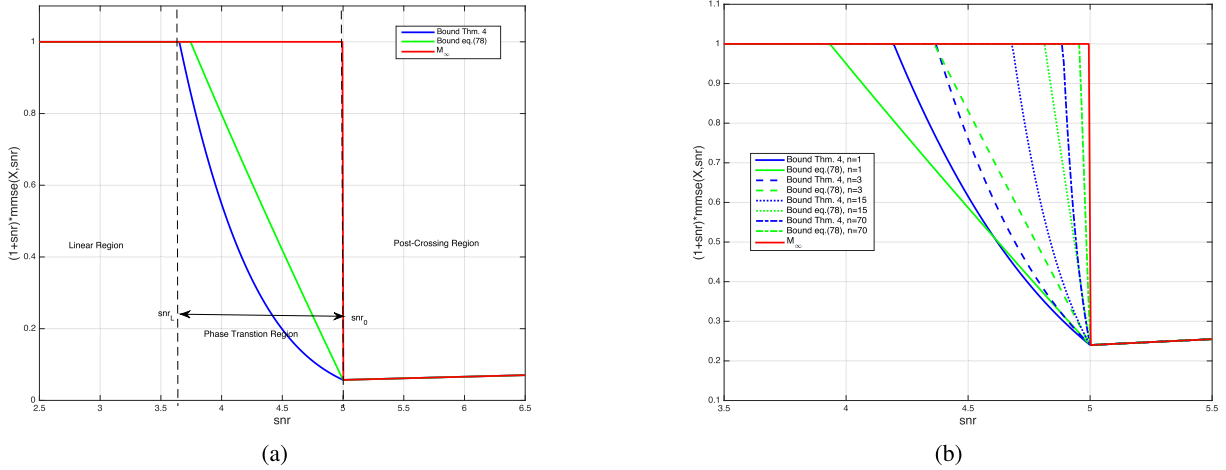 Bound Thm. 4
Bound eq.(78)
M∞
(1+snr)*mmse(X,snr)
1
0.8
0.6
0.4
0.2
0
Linear Region
Post-Crossing Region
snrL
snr0
Phase Transtion Region
2.5 3 3.5 4 4.5 5 5.5 6 6.5
snr
(a)
1.1
1
0.9
0.8
0.7
0.6
0.5
0.4
0.3
0.2
0.1
(1+snr)*mmse(X,snr)
Bound Thm. 4, n=1
Bound eq.(78), n=1
Bound Thm. 4, n=3
Bound eq.(78), n=3
Bound Thm. 4, n=15
Bound eq.(78), n=15
Bound Thm. 4, n=70
Bound eq.(78), n=70
M∞
3.5 4 4.5 5 5.5
snr
(b)